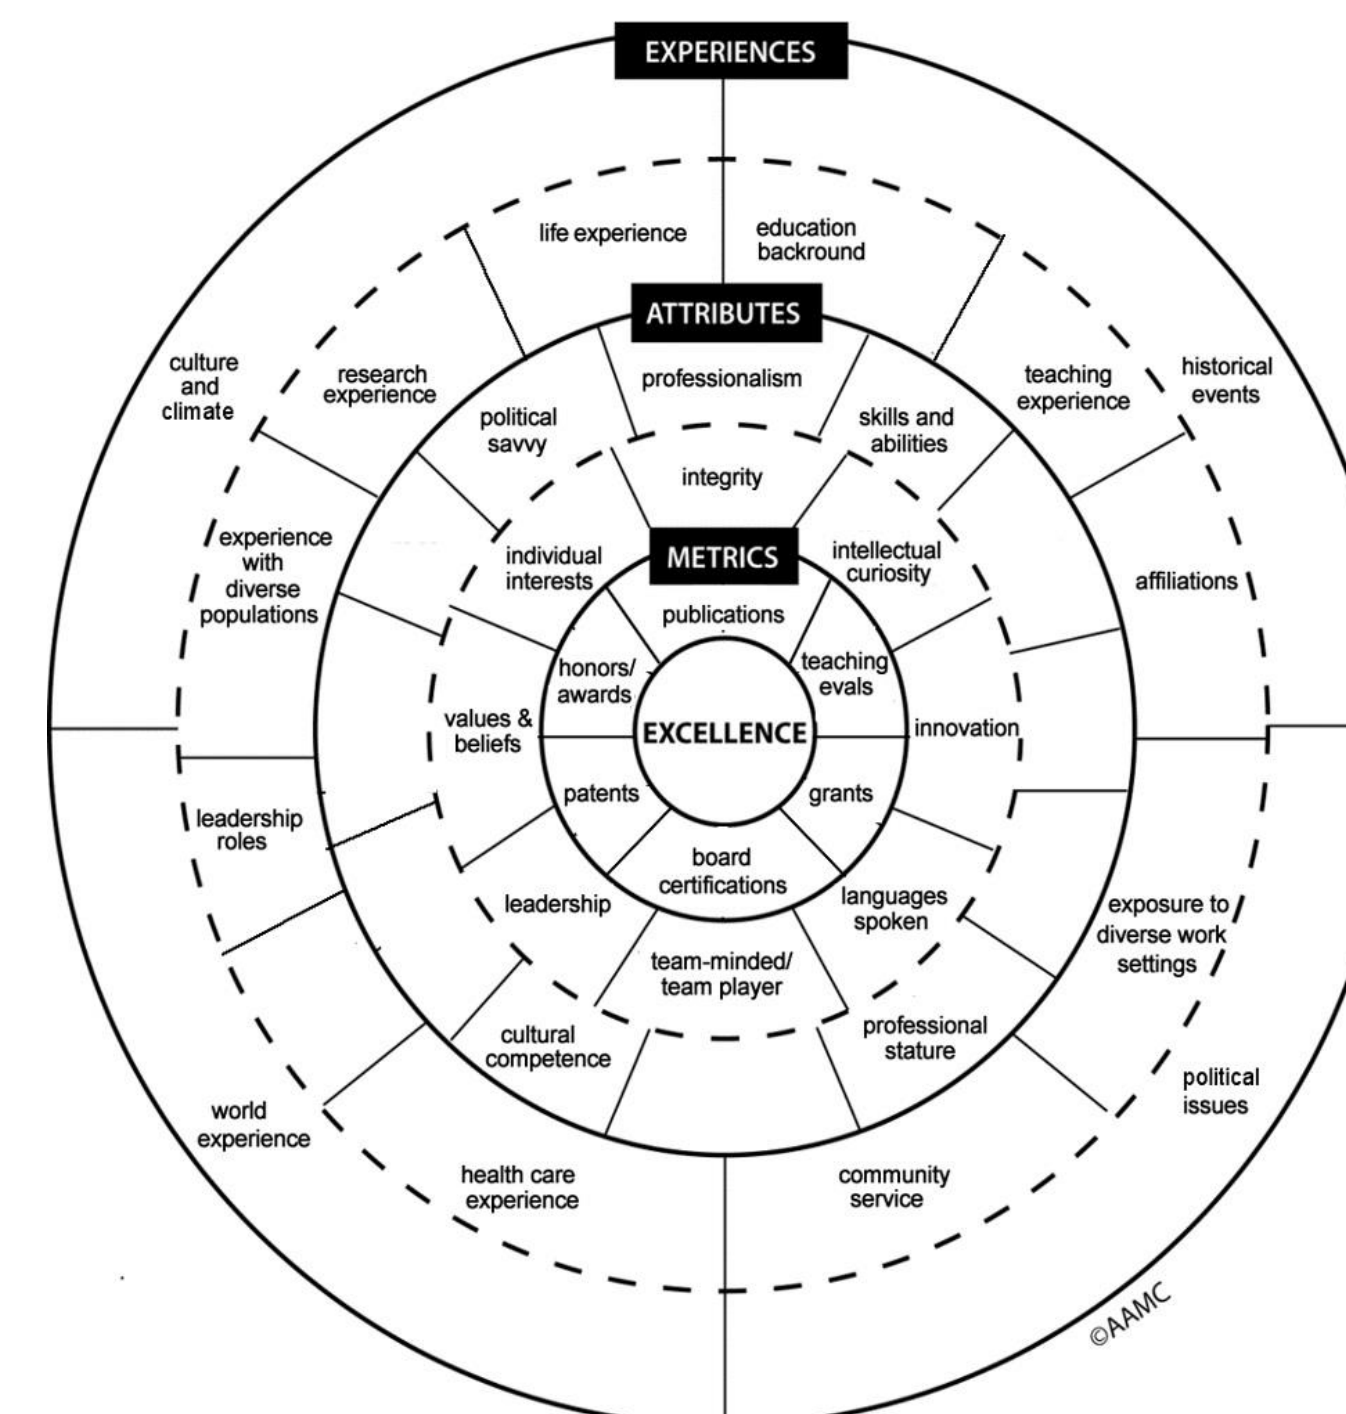 EXPERIENCES
life experience
education
backround
ATTRIBUTES
culture
and
climate
research
experience
political
savvy
professionalism
skills and
abilities
teaching
experience
historical
events
integrity
experience
with
diverse
populations
individual
interests
METRICS
intellectual
curiosity
affiliations
publications
honors/
awards
teaching
evals
values &
beliefs
EXCELLENCE
innovation
patents
grants
leadership
roles
board
certifications
leadership
languages
spoken
exposure to
diverse work
settings
team-minded/
team player
cultural
competence
professional
stature
world
experience
political
issues
health care
experience
community
service
©AAMC